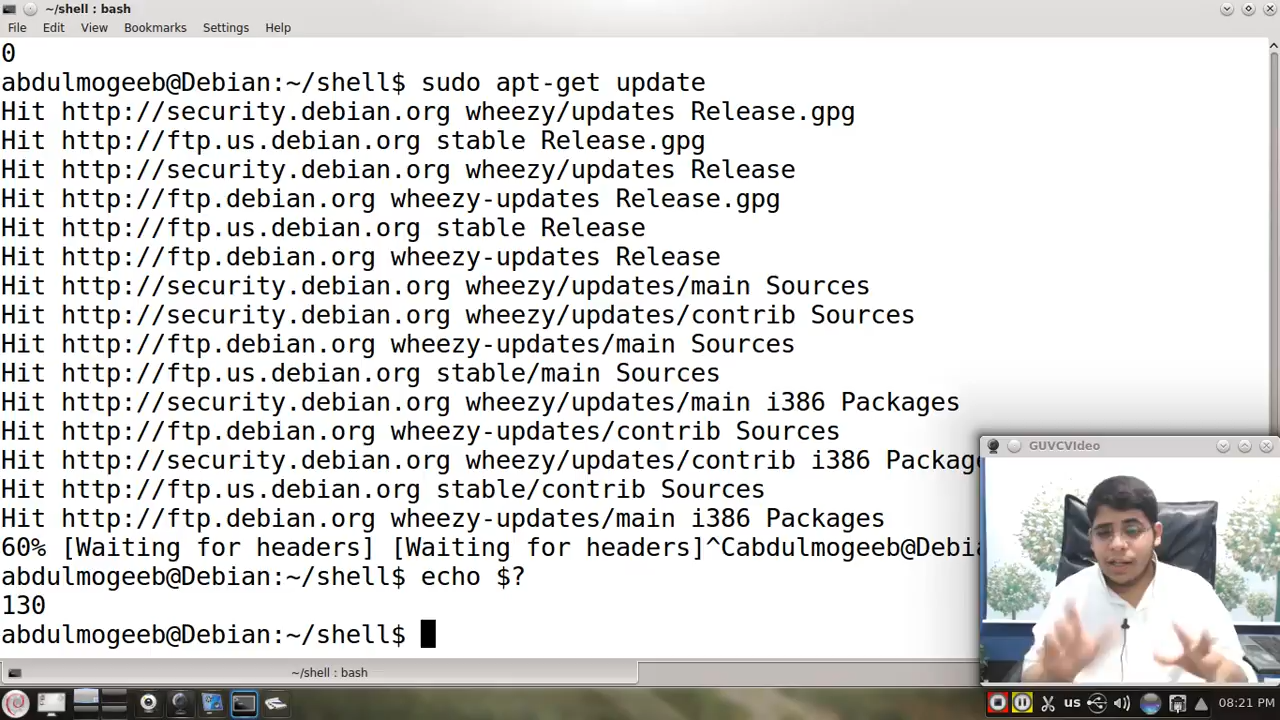 ~/shell : bash
File Edit View Bookmarks Settings Help
0
abdulmogeeb@Debian:~/shell$ sudo apt-get update
Hit http://security.debian.org wheezy/updates Release.gpg
Hit http://ftp.us.debian.org stable Release.gpg
Hit http://security.debian.org wheezy/updates Release
Hit http://ftp.debian.org wheezy-updates Release.gpg
Hit http://ftp.us.debian.org stable Release
Hit http://ftp.debian.org wheezy-updates Release
Hit http://security.debian.org wheezy/updates/main Sources
Hit http://security.debian.org wheezy/updates/contrib Sources
Hit http://ftp.debian.org wheezy-updates/main Sources
Hit http://ftp.us.debian.org stable/main Sources
Hit http://security.debian.org wheezy/updates/main i386 Packages
Hit http://ftp.debian.org wheezy-updates/contrib Sources
Hit http://security.debian.org wheezy/updates/contrib i386 Packag
Hit http://ftp.us.debian.org stable/contrib Sources
Hit http://ftp.debian.org wheezy-updates/main i386 Packages
60% [Waiting for headers] [Waiting for headers]^Cabdulmogeeb@Debi
abdulmogeeb@Debian:~/shell$ echo $?
130
abdulmogeeb@Debian:~/shell$
GUVCVIdeo
~/shell : bash
us 08:21 PM